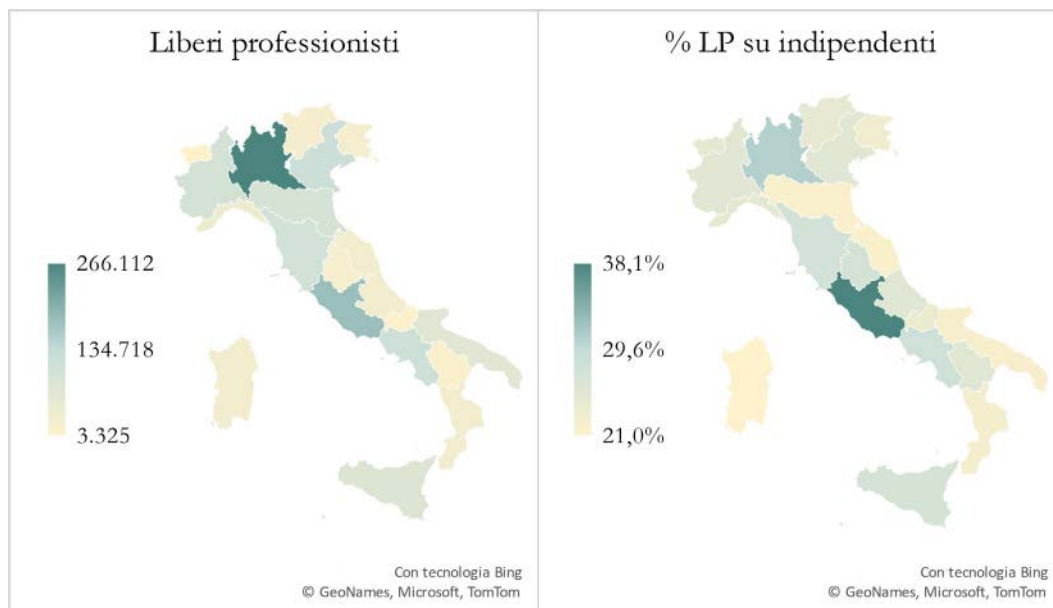 Liberi professionisti
266.112
134.718
3.325
Con tecnologia Bing
© GeoNames, Microsoft, TomTom
% LP su indipendenti
38,1%
29,6%
21,0%
Con tecnologia Bing
© GeoNames, Microsoft, TomTom